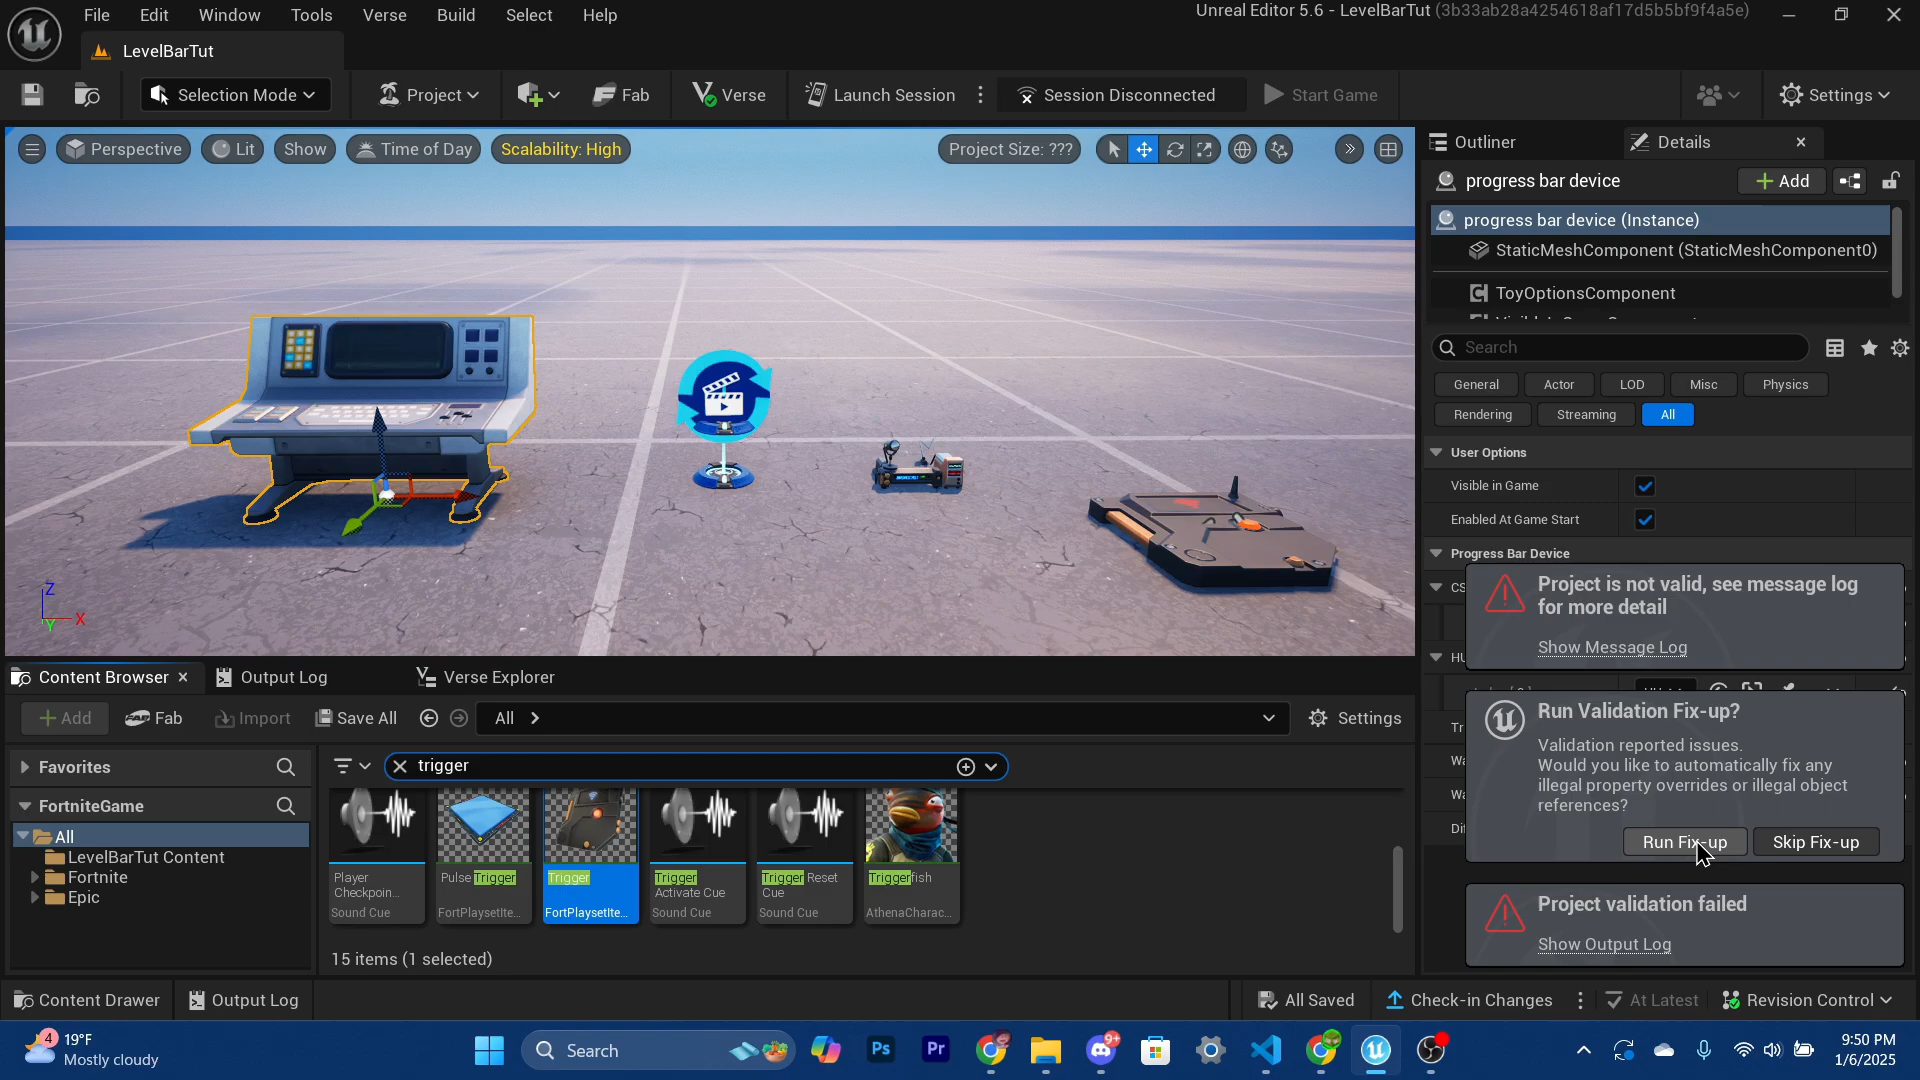 File Edit Window Tools Verse Build Select Help
Unreal Editor 5.6 - LevelBarTut (3b33ab28a4254618af17d5b5bf9f4a5e)
LevelBarTut
Selection Mode Project Fab Verse Launch Session Session Disconnected Start Game Settings
Perspective Lit Show Time of Day Scalability: High Project Size: ???
Outliner Details
progress bar device Add
progress bar device (Instance)
StaticMeshComponent (StaticMeshComponent0)
ToyOptionsComponent
Search
General Actor LOD Misc Physics
Rendering Streaming All
User Options
Visible in Game
Enabled At Game Start
Progress Bar Device
CS
Project is not valid, see message log
for more detail
Show Message Log
HU
Run Validation Fix-up?
Validation reported issues.
Would you like to automatically fix any
illegal property overrides or illegal object
references?
Run Fix-up Skip Fix-up
Tr
Wa
Wa
Project validation failed
Show Output Log
Z
X
Y
Content Browser Output Log Verse Explorer
Add Fab Import Save All All Settings
Favorites
trigger
FortniteGame
All
LevelBarTut Content
Fortnite
Epic
Player
Checkpoin...
Sound Cue
Pulse Trigger
FortPlaysetIte...
Trigger
FortPlaysetIte...
Trigger
Activate Cue
Sound Cue
Trigger Reset
Cue
Sound Cue
Triggerfish
AthenaCharac...
15 items (1 selected)
Content Drawer Output Log All Saved Check-in Changes At Latest Revision Control
4
19°F
Mostly cloudy
Search
Ps
Pr
9+
9:50 PM
1/6/2025